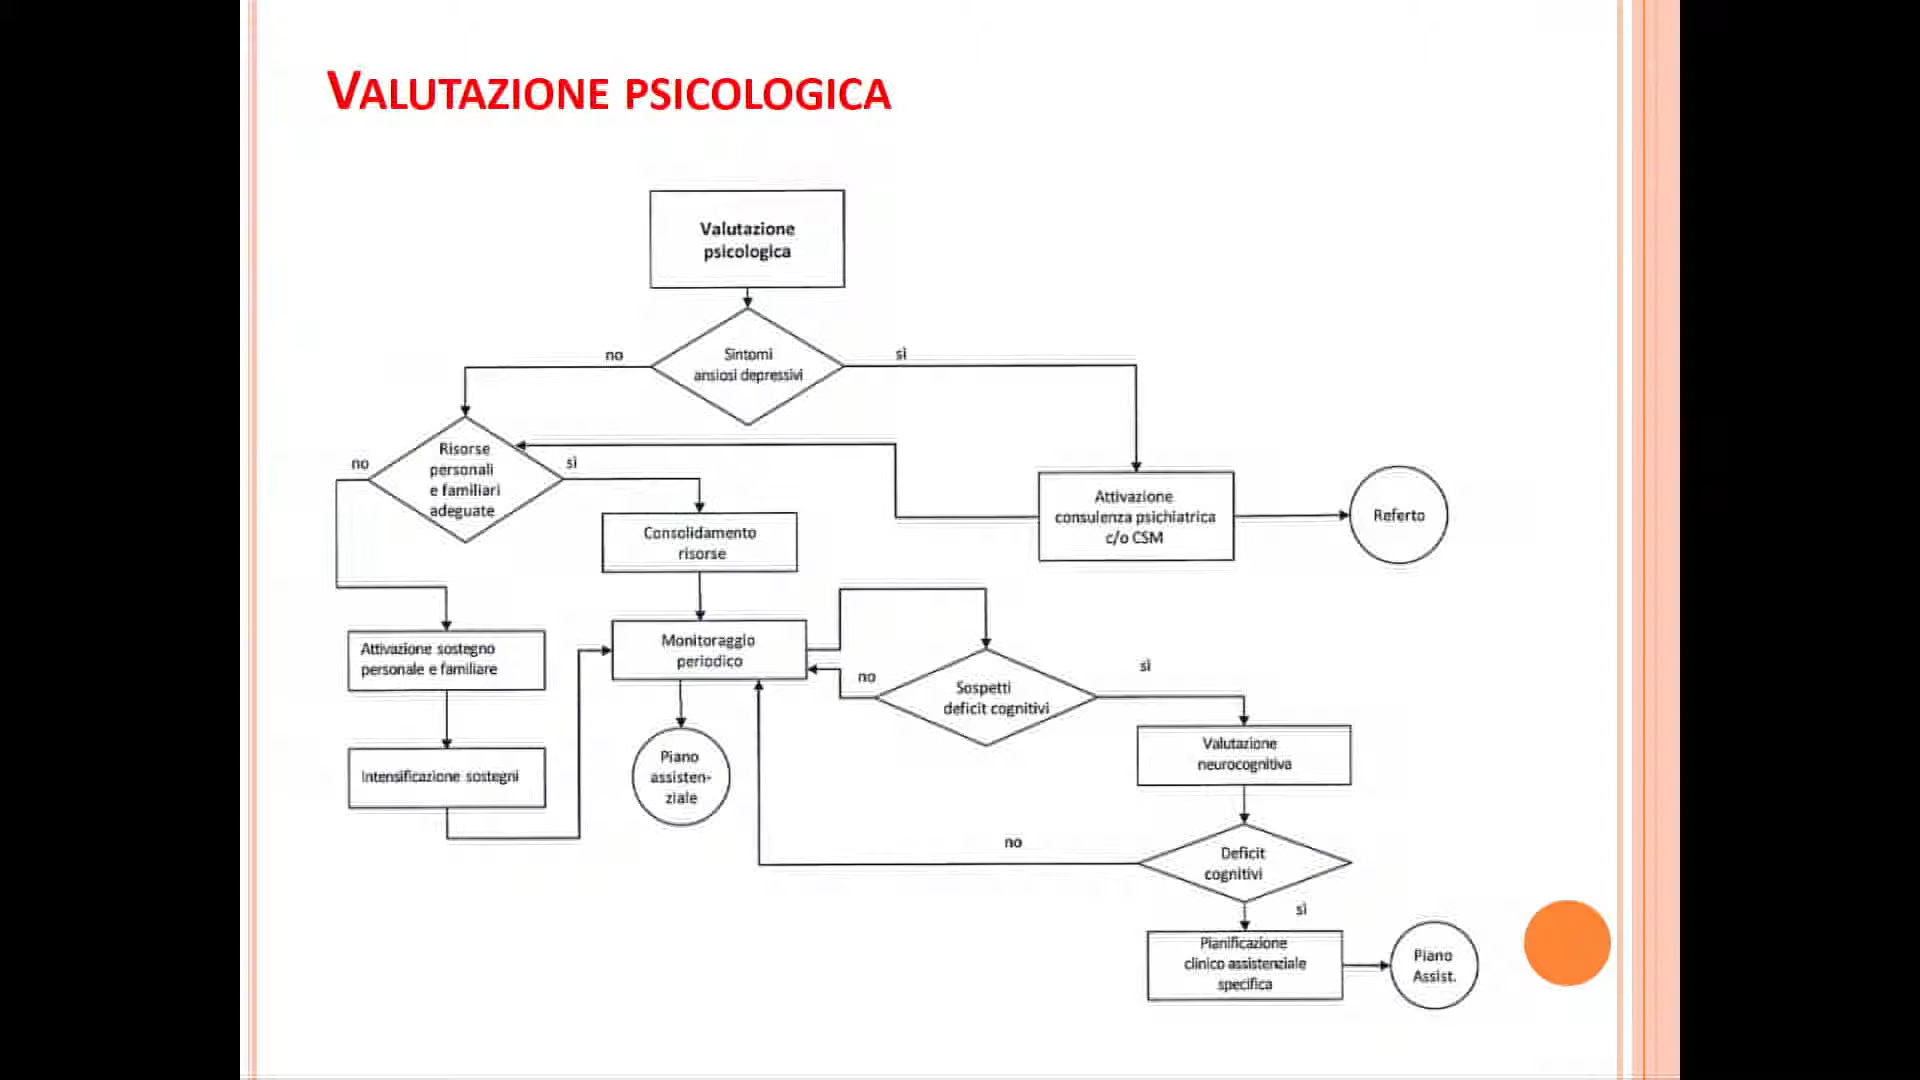 VALUTAZIONE PSICOLOGICA
Valutazione
psicologica
no
sì
Sintomi
ansiosi depressivi
no
sì
Risorse
personali
e familiari
adeguate
Attivazione
consulenza psichiatrica
c/o CSM
Referto
Consolidamento
risorse
Attivazione sostegno
personale e familiare
Monitoraggio
periodico
no
sì
Sospetti
deficit cognitivi
Intensificazione sostegni
Piano
assisten-
ziale
Valutazione
neurocognitiva
no
Deficit
cognitivi
sì
Pianificazione
clinico assistenziale
specifica
Piano
Assist.